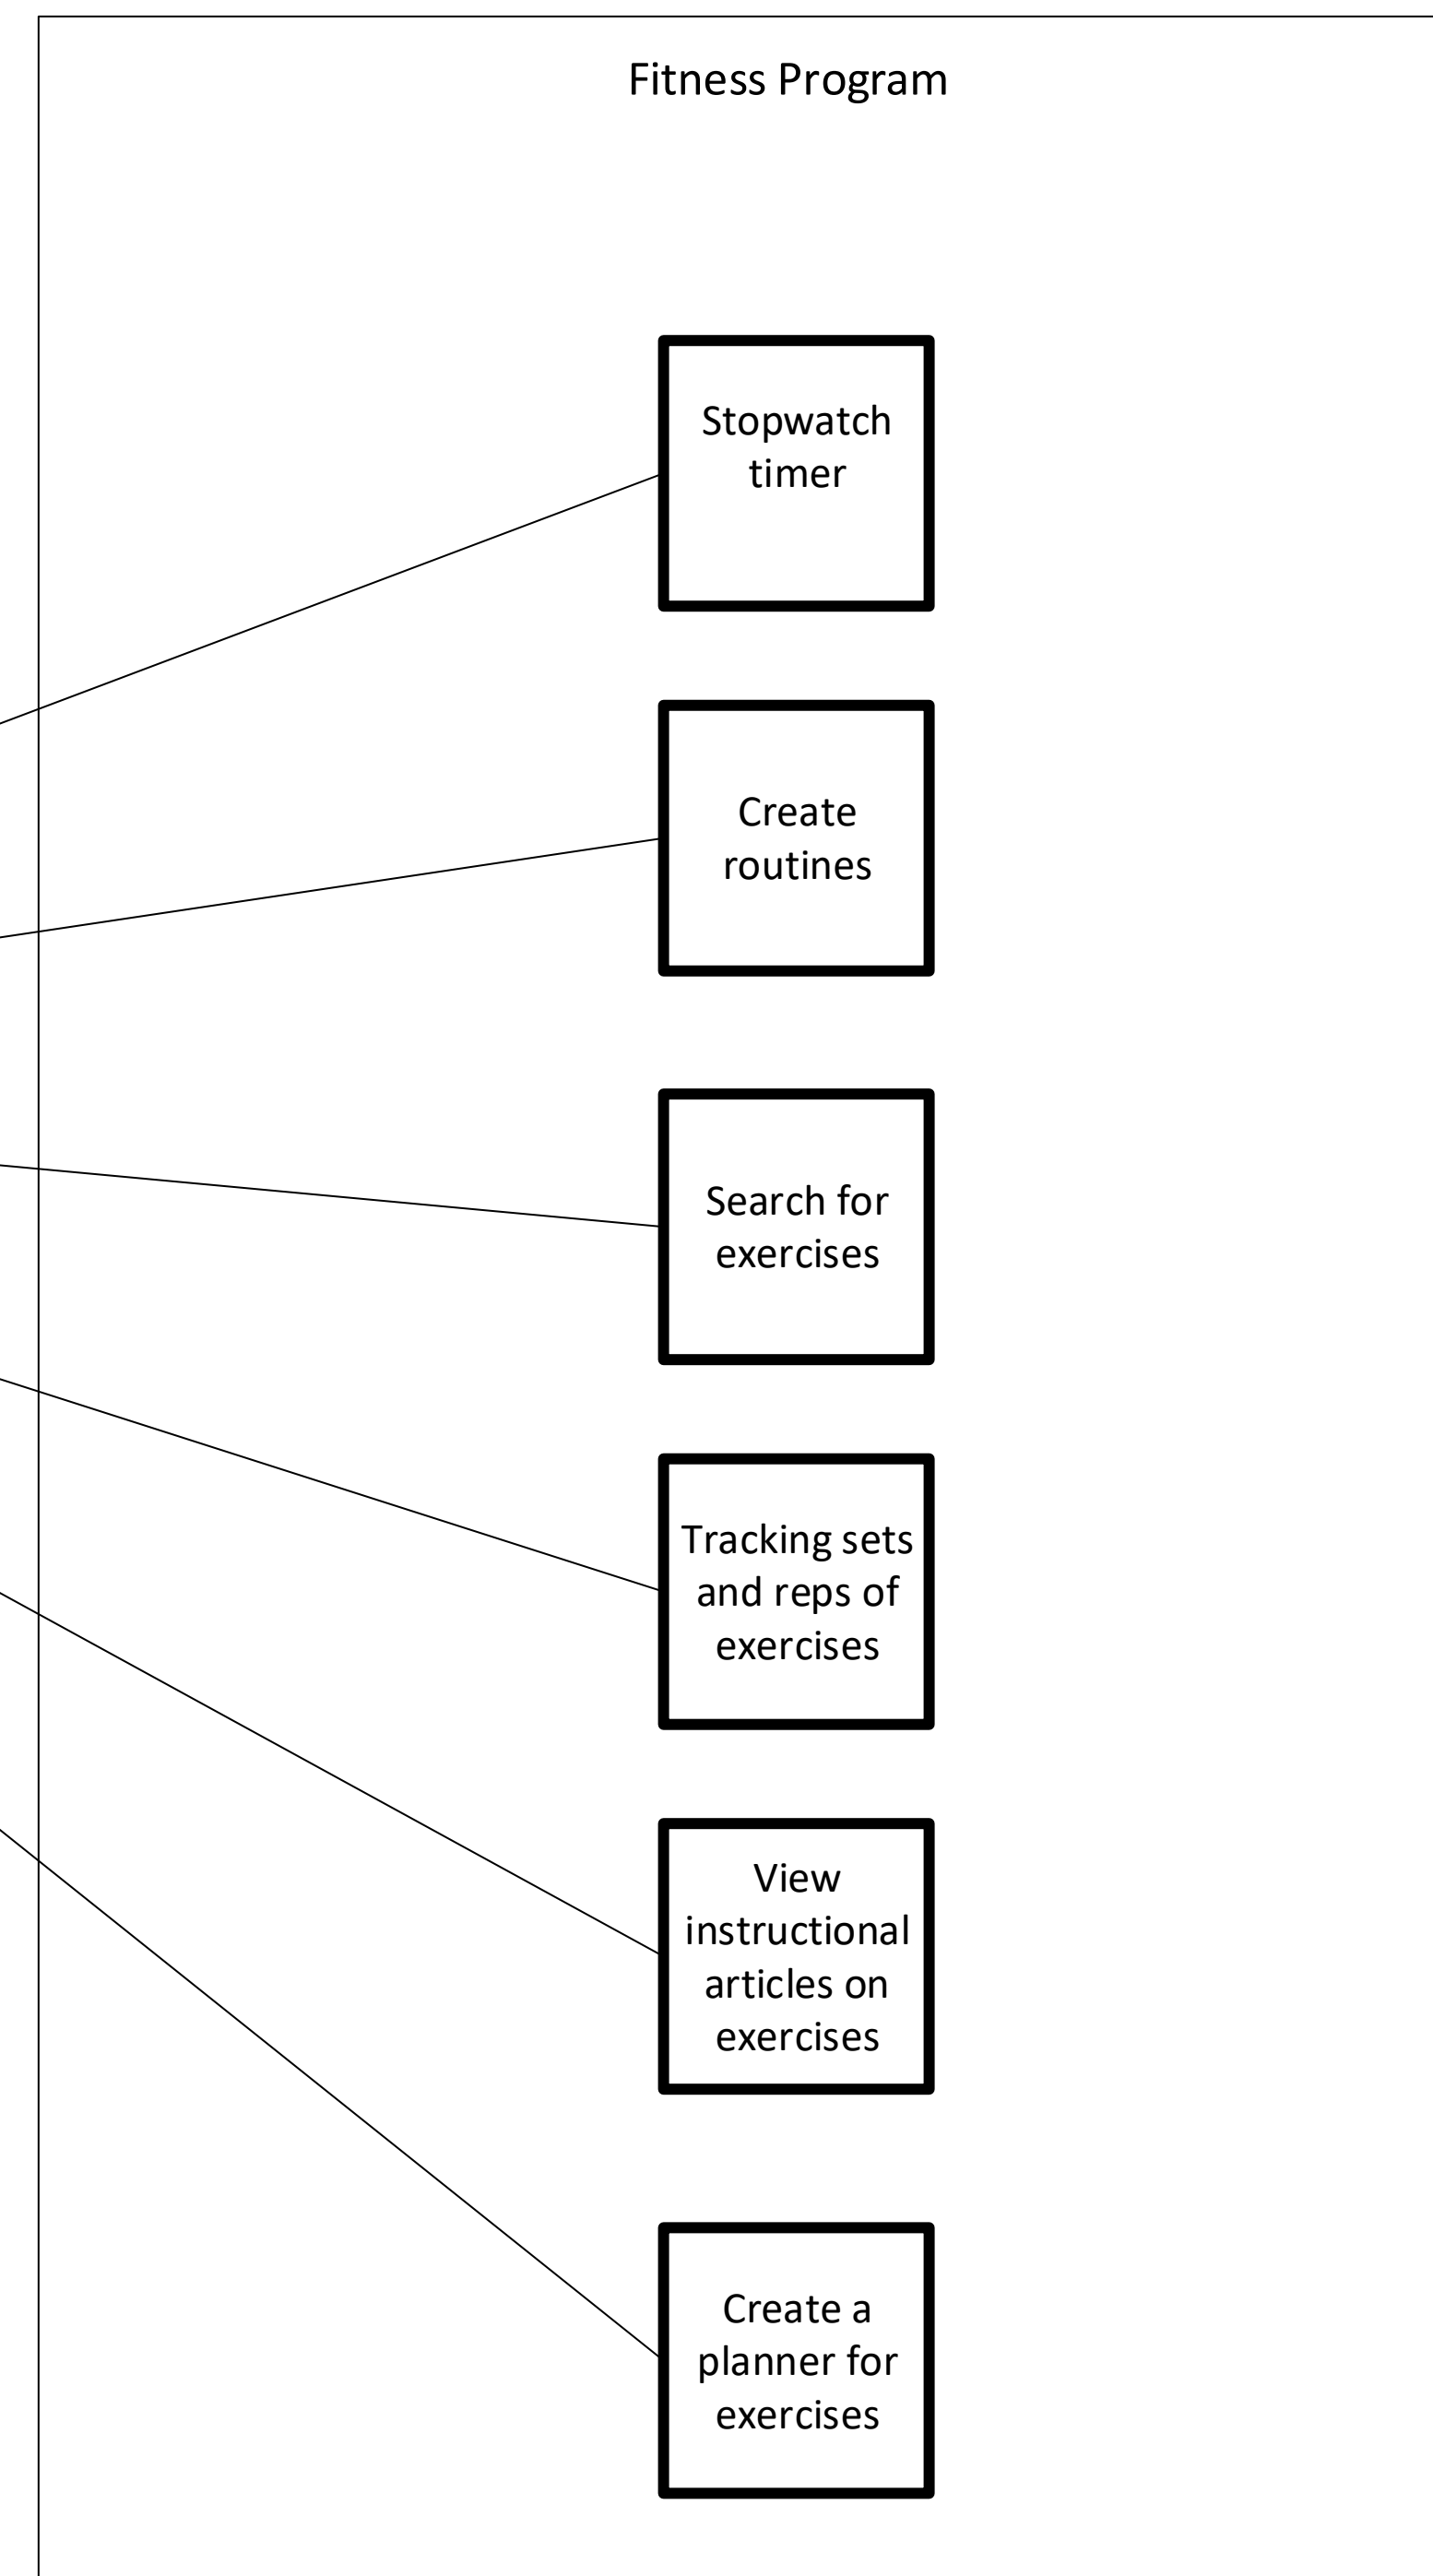 Fitness Program
Stopwatch
timer
Create
routines
Search for
exercises
Tracking sets
and reps of
exercises
View
instructional
articles on
exercises
Create a
planner for
exercises